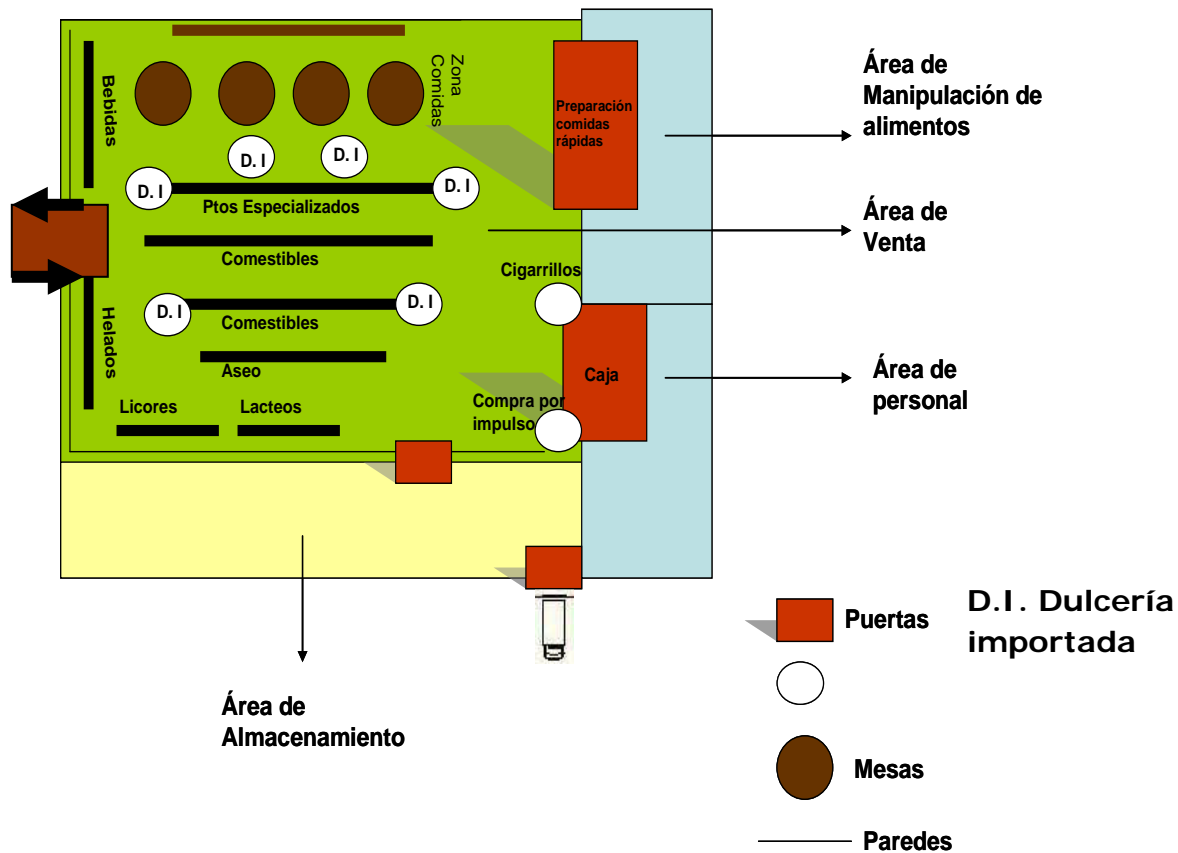 Bebidas
Zona
Comidas
Preparación
comidas
rápidas
Área de
Manipulación de
alimentos
D. I
D. I
D. I
D. I
Ptos Especializados
Área de
Venta
Comestibles
Cigarrillos
D. I
D. I
Comestibles
Helados
Aseo
Caja
Área de
personal
Licores
Lacteos
Compra por
impulso
Puertas
D.I. Dulcería
importada
Área de
Almacenamiento
Mesas
Paredes